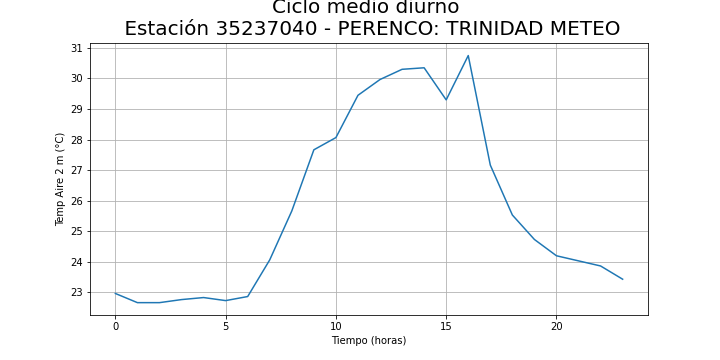 Ciclo medio diurno
Estación 35237040 - PERENCO: TRINIDAD METEO
31
30
29
28
27
26
25
24
23
Temp Aire 2 m (°C)
0 5 10 15 20
Tiempo (horas)